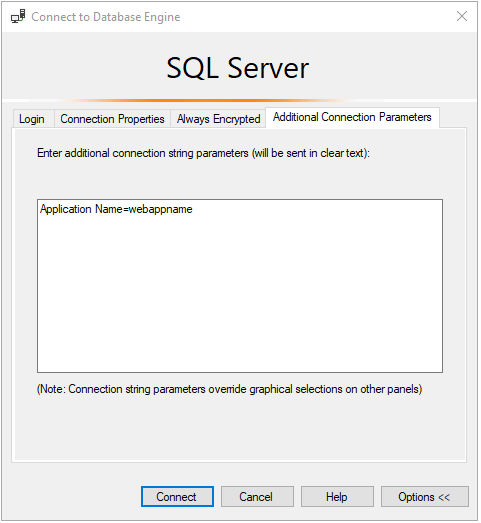 Connect to Database Engine
SQL Server
Login Connection Properties Always Encrypted Additional Connection Parameters
Enter additional connection string parameters (will be sent in clear text):
Application Name=webappname
(Note: Connection string parameters override graphical selections on other panels)
Connect Cancel Help Options <<